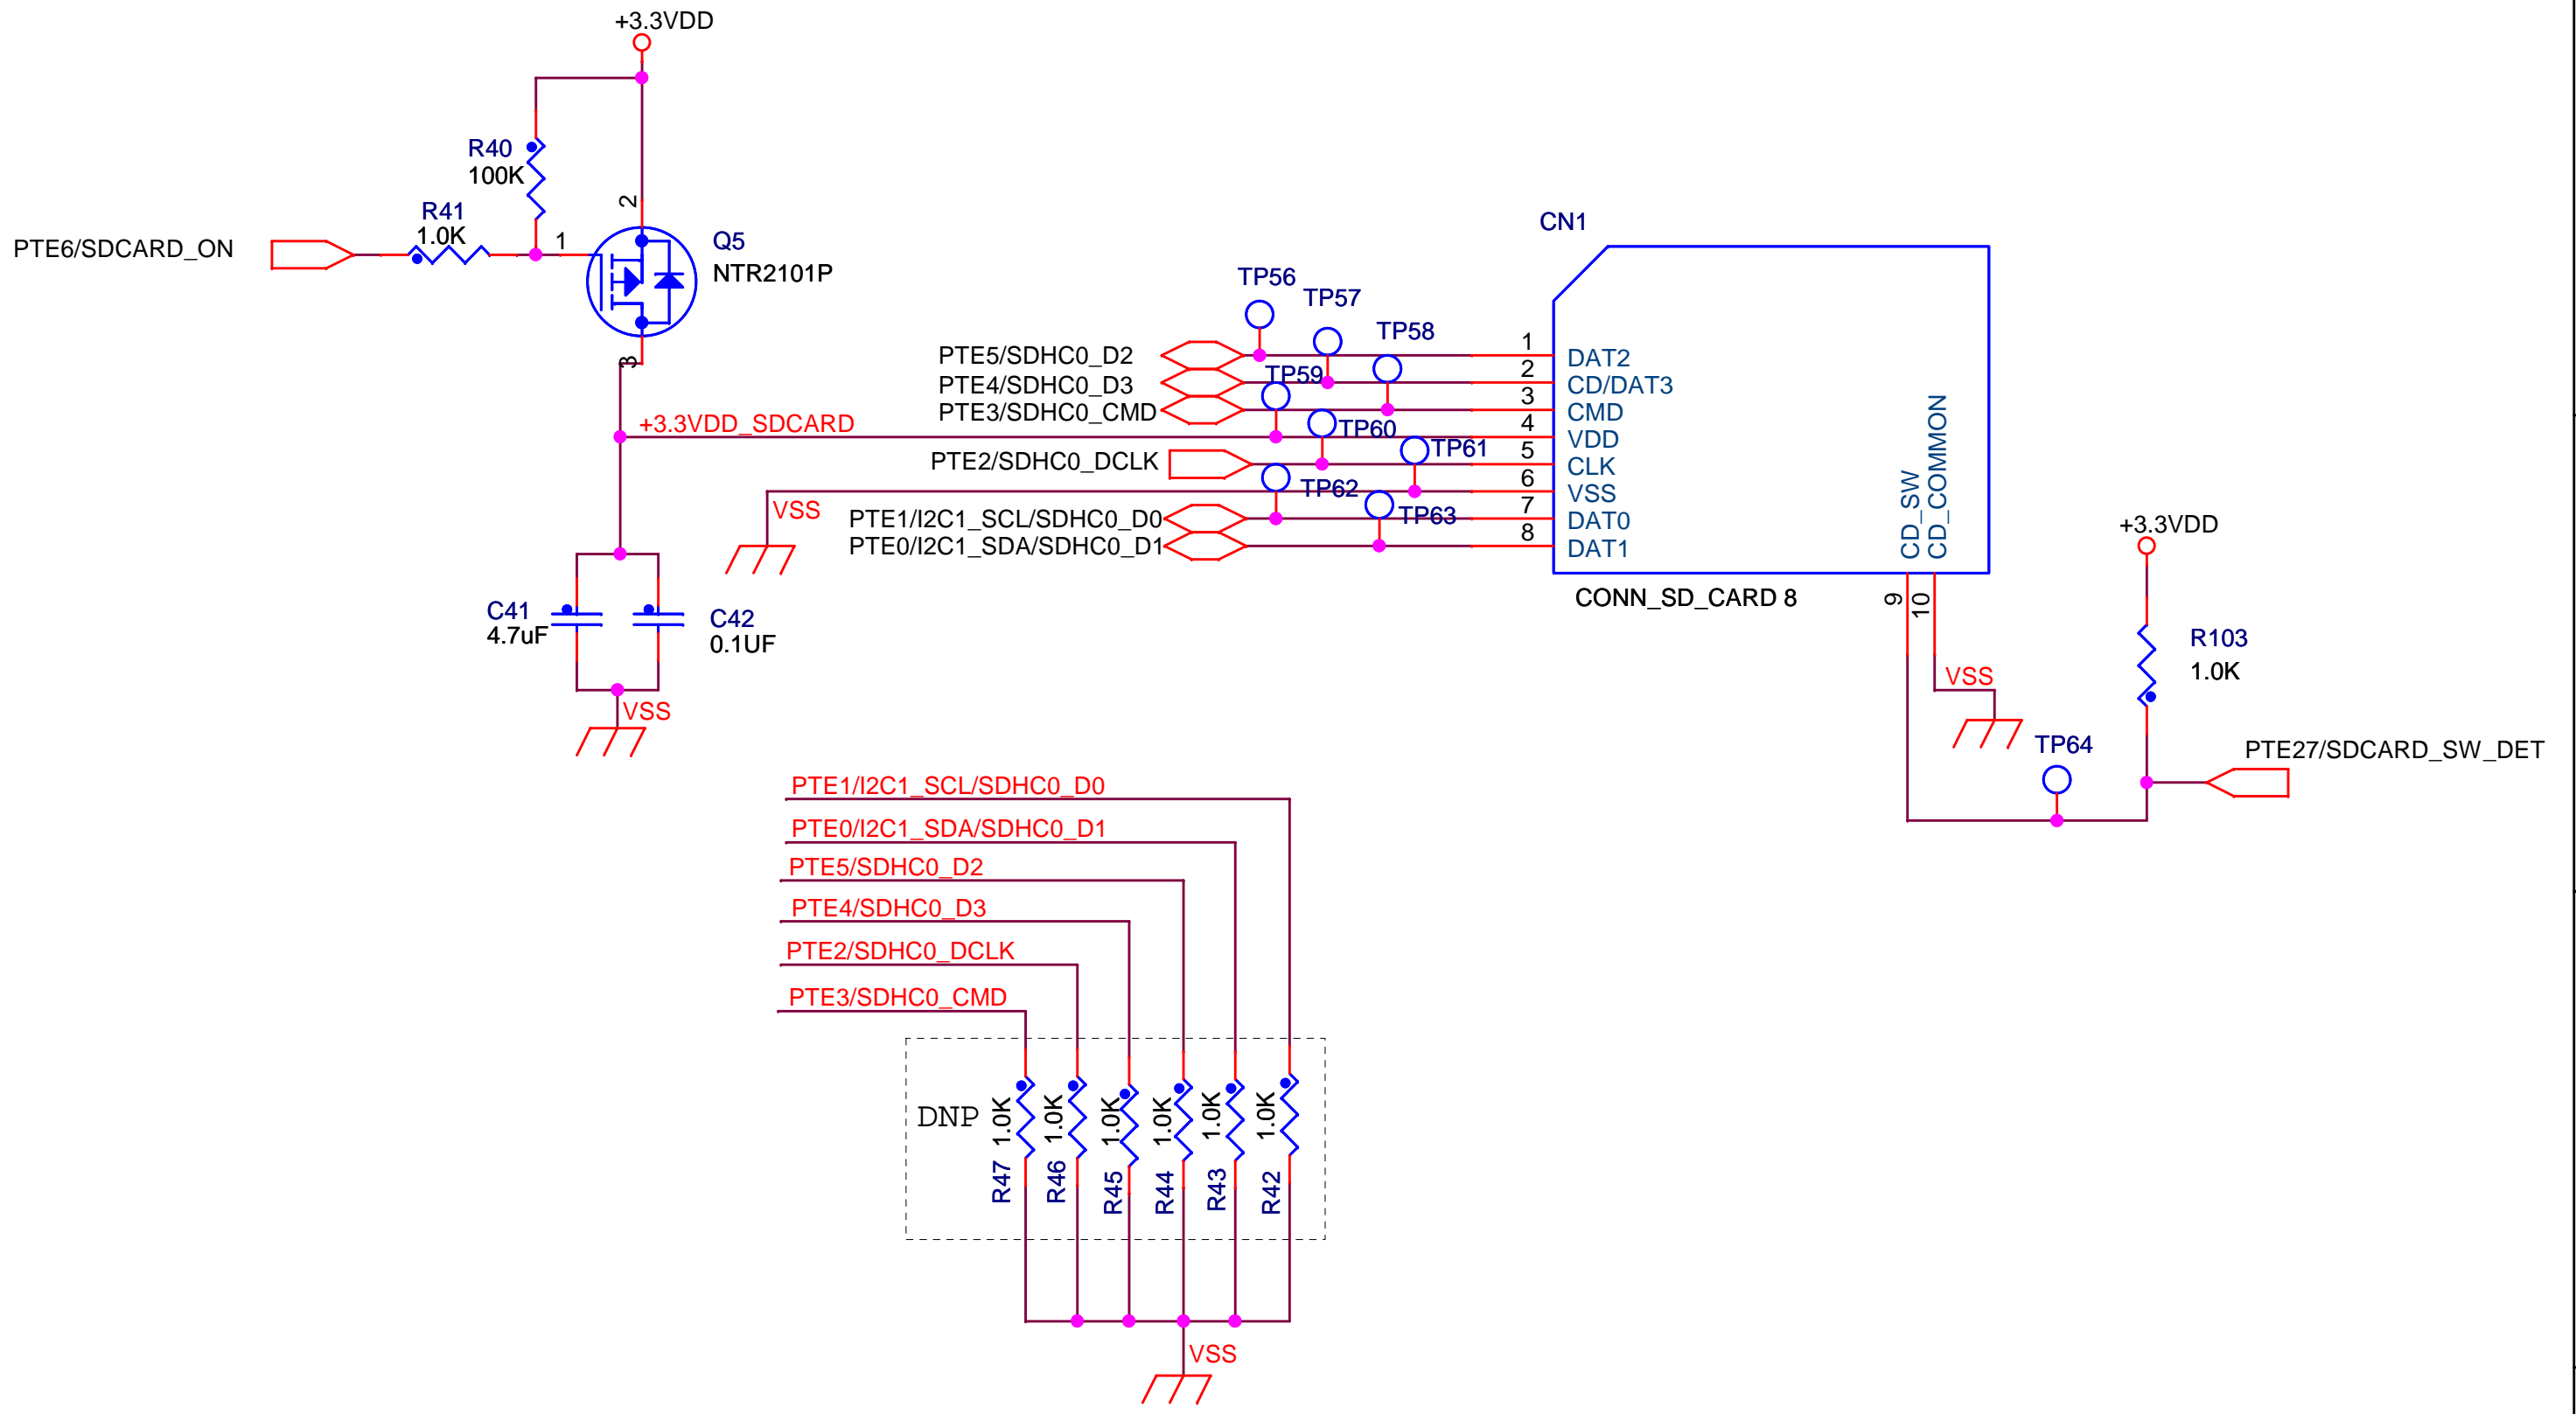 +3.3VDD
R40
100K
R41
1.0K
PTE6/SDCARD_ON
1
2
3
Q5
NTR2101P
+3.3VDD_SDCARD
C41
4.7uF
C42
0.1UF
VSS
CN1
TP56
TP57
TP58
TP59
TP60
TP61
TP62
TP63
PTE5/SDHC0_D2
PTE4/SDHC0_D3
PTE3/SDHC0_CMD
PTE2/SDHC0_DCLK
VSS
PTE1/I2C1_SCL/SDHC0_D0
PTE0/I2C1_SDA/SDHC0_D1
1 DAT2
2 CD/DAT3
3 CMD
4 VDD
5 CLK
6 VSS
7 DAT0
8 DAT1
CD_SW
CD_COMMON
9
10
CONN_SD_CARD 8
VSS
+3.3VDD
R103
1.0K
TP64
PTE27/SDCARD_SW_DET
PTE1/I2C1_SCL/SDHC0_D0
PTE0/I2C1_SDA/SDHC0_D1
PTE5/SDHC0_D2
PTE4/SDHC0_D3
PTE2/SDHC0_DCLK
PTE3/SDHC0_CMD
DNP
1.0K
1.0K
1.0K
1.0K
1.0K
1.0K
R47
R46
R45
R44
R43
R42
VSS